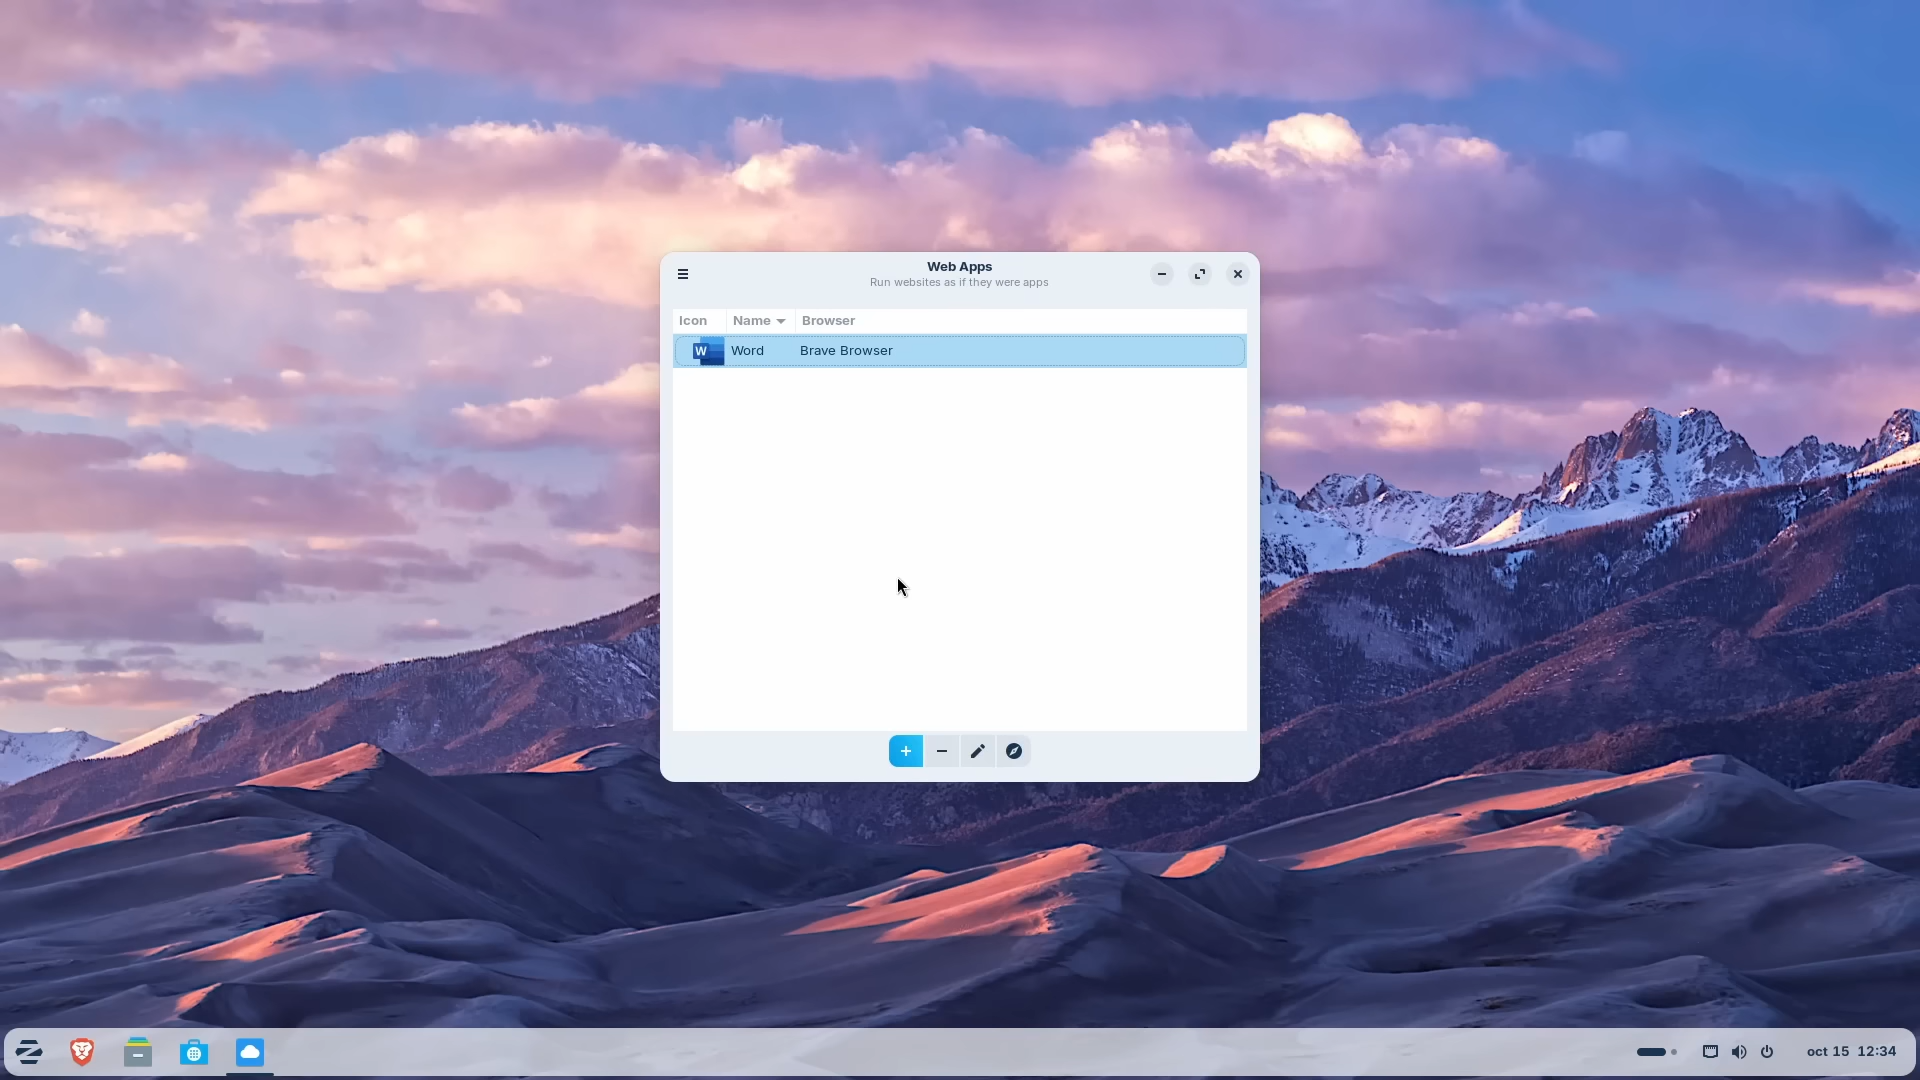 Web Apps
Run websites as if they were apps
Icon Name Browser
W Word Brave Browser
oct 15 12:34